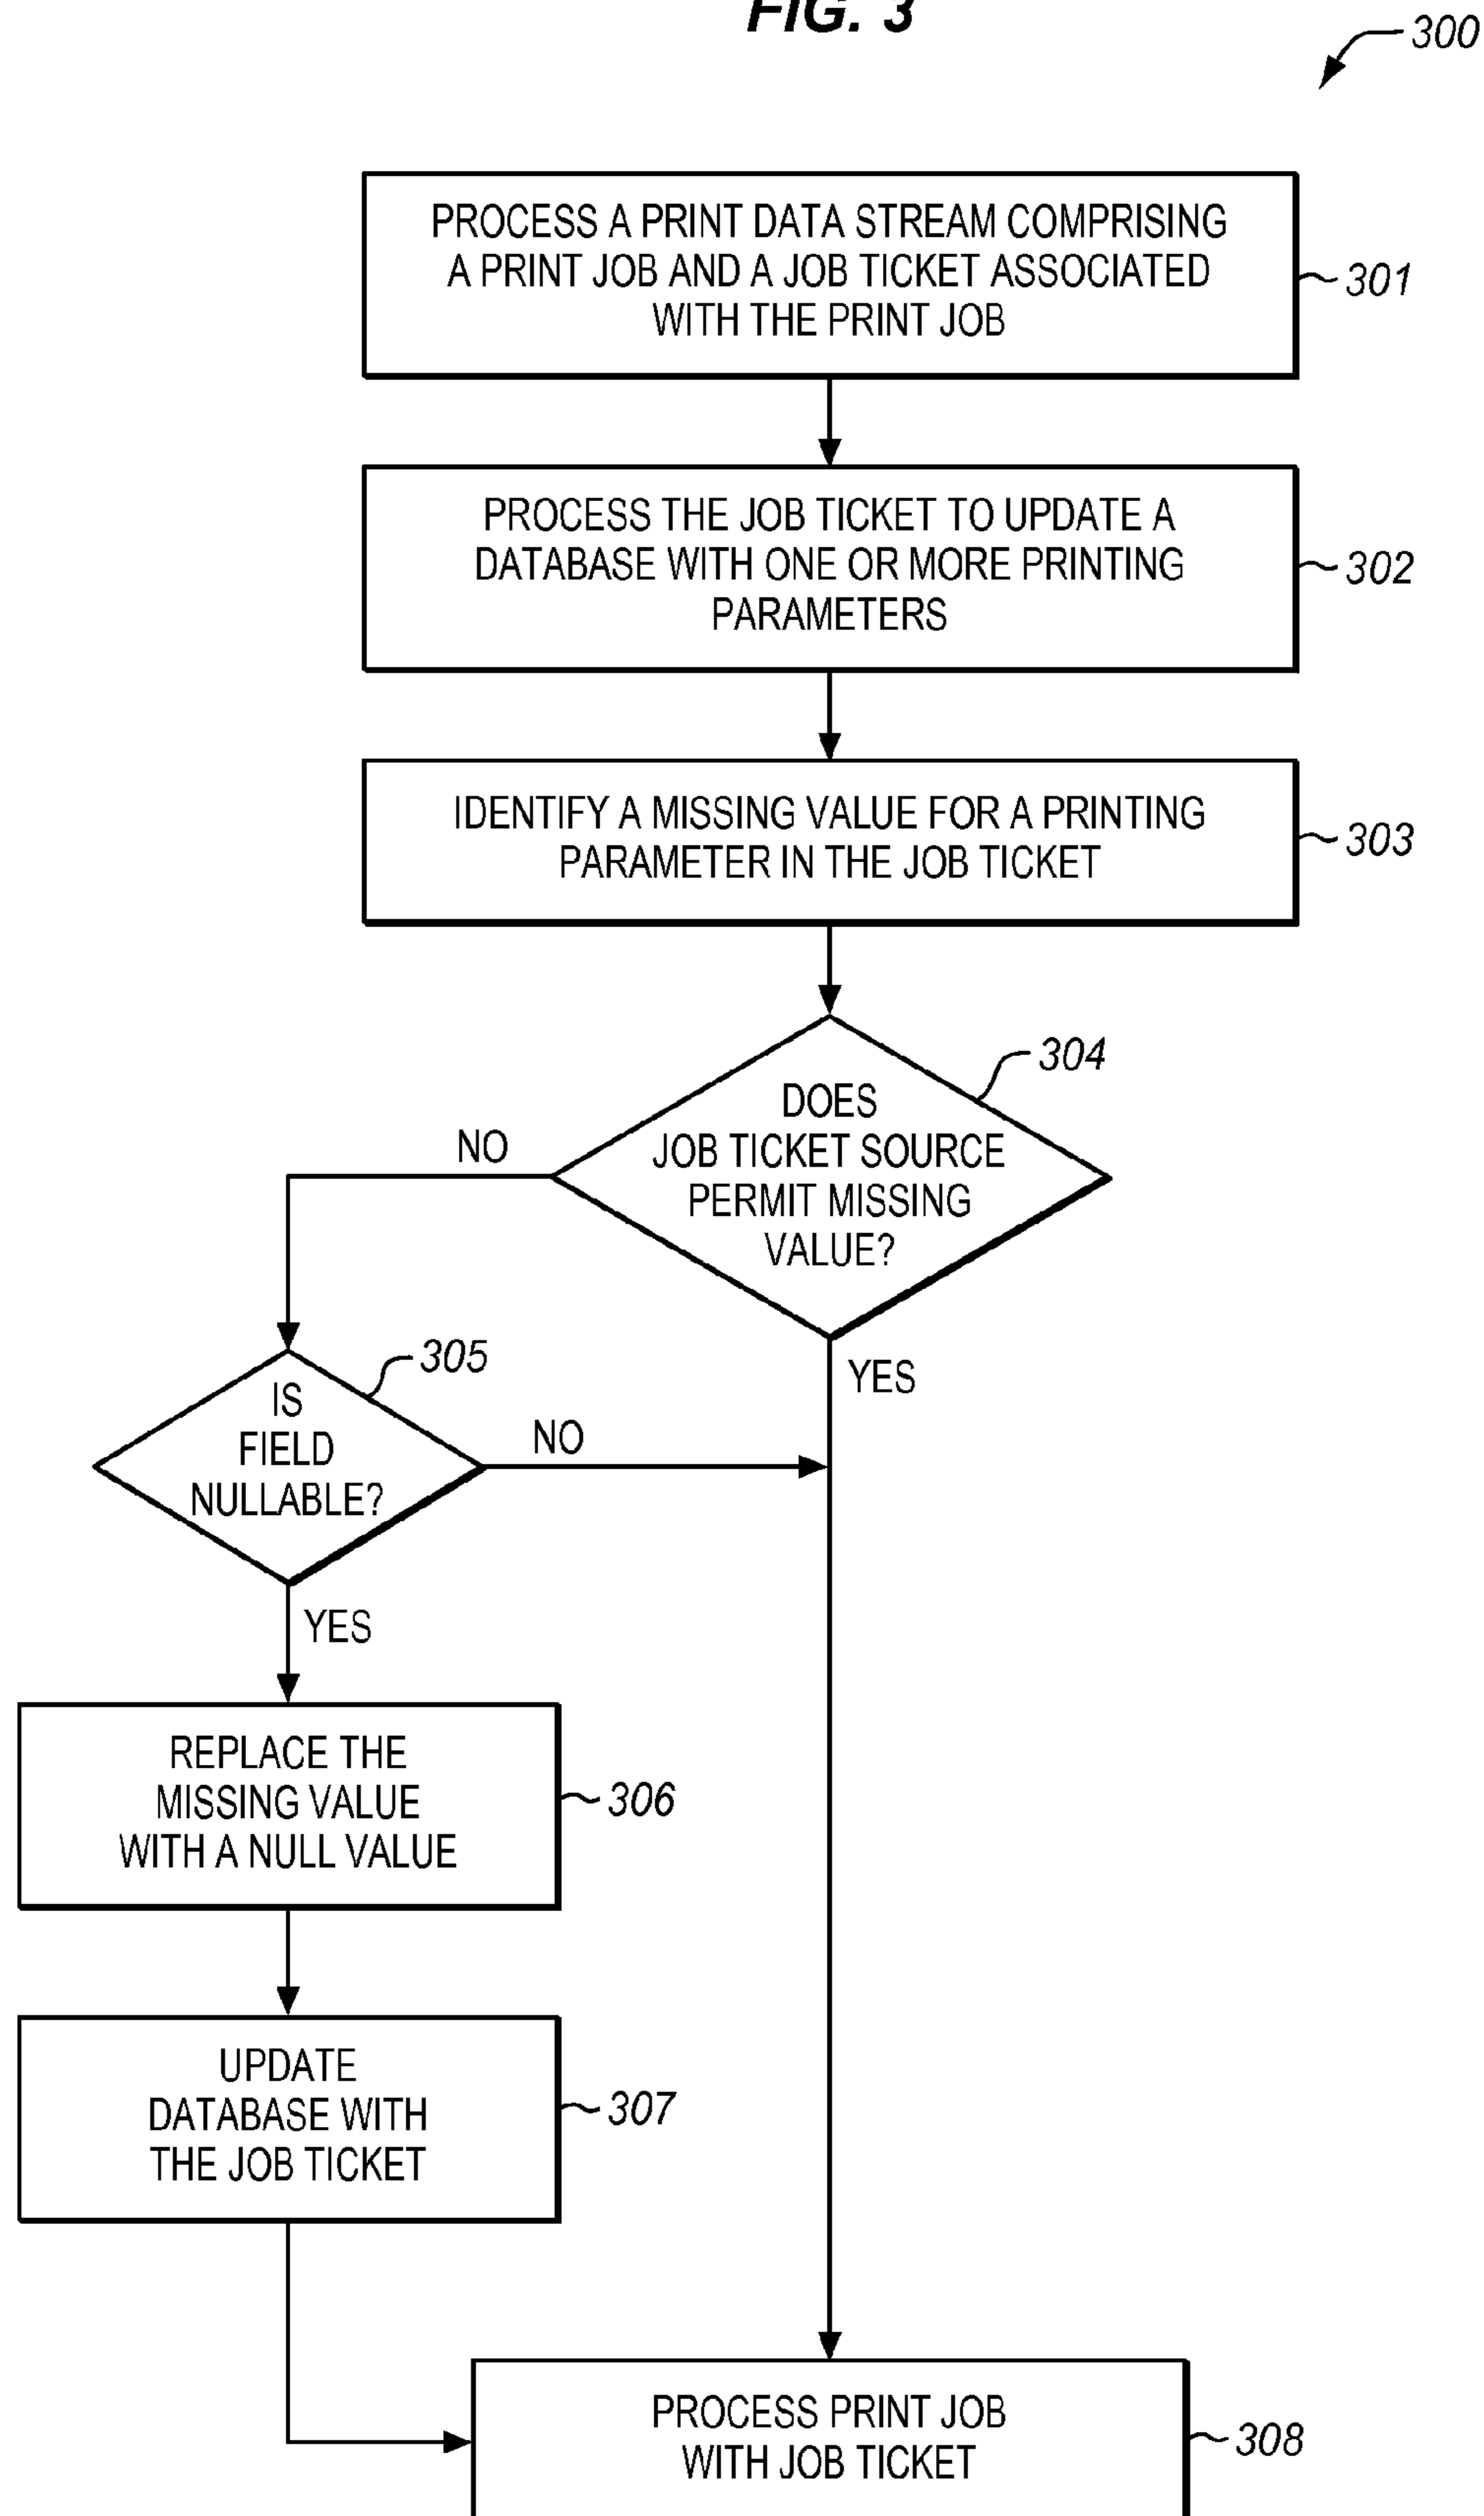 FIG. 3
300
PROCESS A PRINT DATA STREAM COMPRISING
A PRINT JOB AND A JOB TICKET ASSOCIATED
WITH THE PRINT JOB
301
PROCESS THE JOB TICKET TO UPDATE A
DATABASE WITH ONE OR MORE PRINTING
PARAMETERS
302
IDENTIFY A MISSING VALUE FOR A PRINTING
PARAMETER IN THE JOB TICKET
303
304
DOES
JOB TICKET SOURCE
PERMIT MISSING
VALUE?
NO
YES
305
IS
FIELD
NULLABLE?
NO
YES
REPLACE THE
MISSING VALUE
WITH A NULL VALUE
306
UPDATE
DATABASE WITH
THE JOB TICKET
307
PROCESS PRINT JOB
WITH JOB TICKET
308